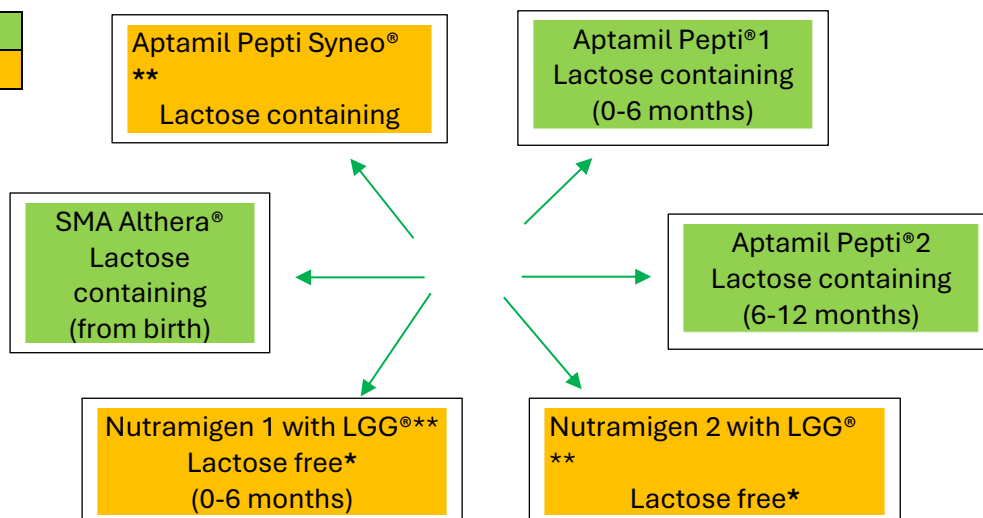 Aptamil Pepti Syneo®
**
Lactose containing
Aptamil Pepti®1
Lactose containing
(0-6 months)
SMA Althera®
Lactose
containing
(from birth)
Aptamil Pepti®2
Lactose containing
(6-12 months)
Nutramigen 1 with LGG®**
Lactose free*
(0-6 months)
Nutramigen 2 with LGG®
**
Lactose free*